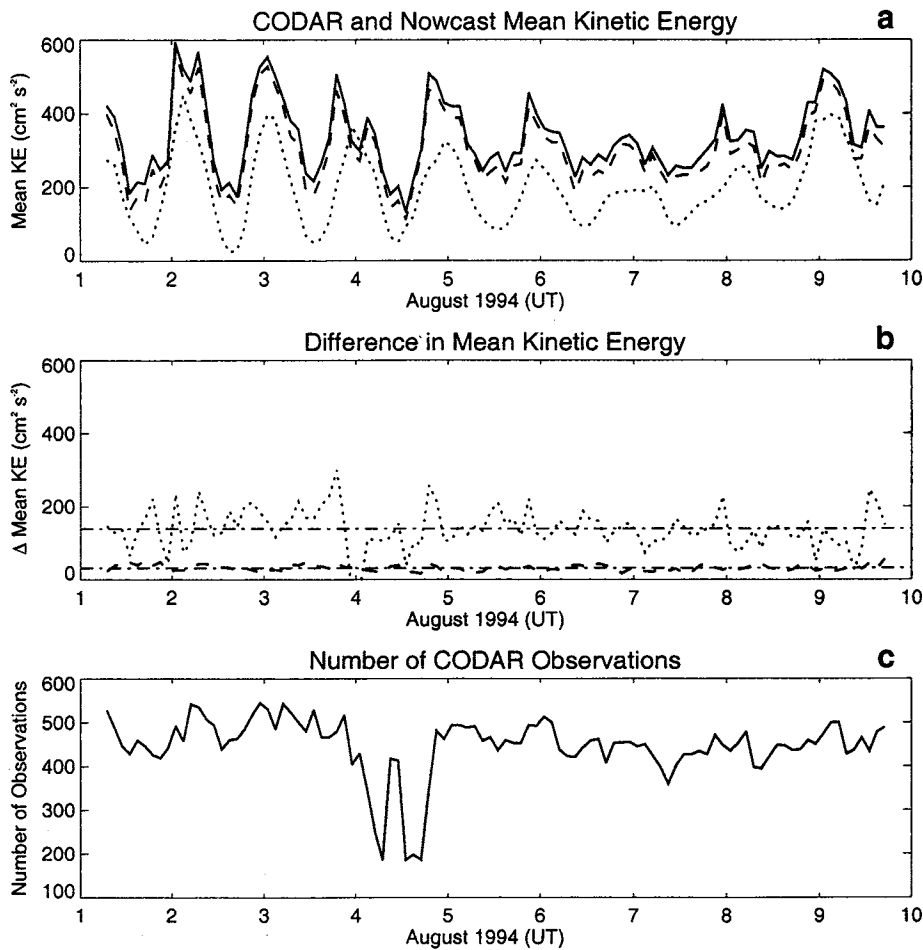 CODAR and Nowcast Mean Kinetic Energy
a
600
400
200
0
Mean KE (cm² s⁻²)
1 2 3 4 5 6 7 8 9 10
August 1994 (UT)
Difference in Mean Kinetic Energy
b
600
400
200
0
Δ Mean KE (cm² s⁻²)
1 2 3 4 5 6 7 8 9 10
August 1994 (UT)
Number of CODAR Observations
c
600
500
400
300
200
100
Number of Observations
1 2 3 4 5 6 7 8 9 10
August 1994 (UT)